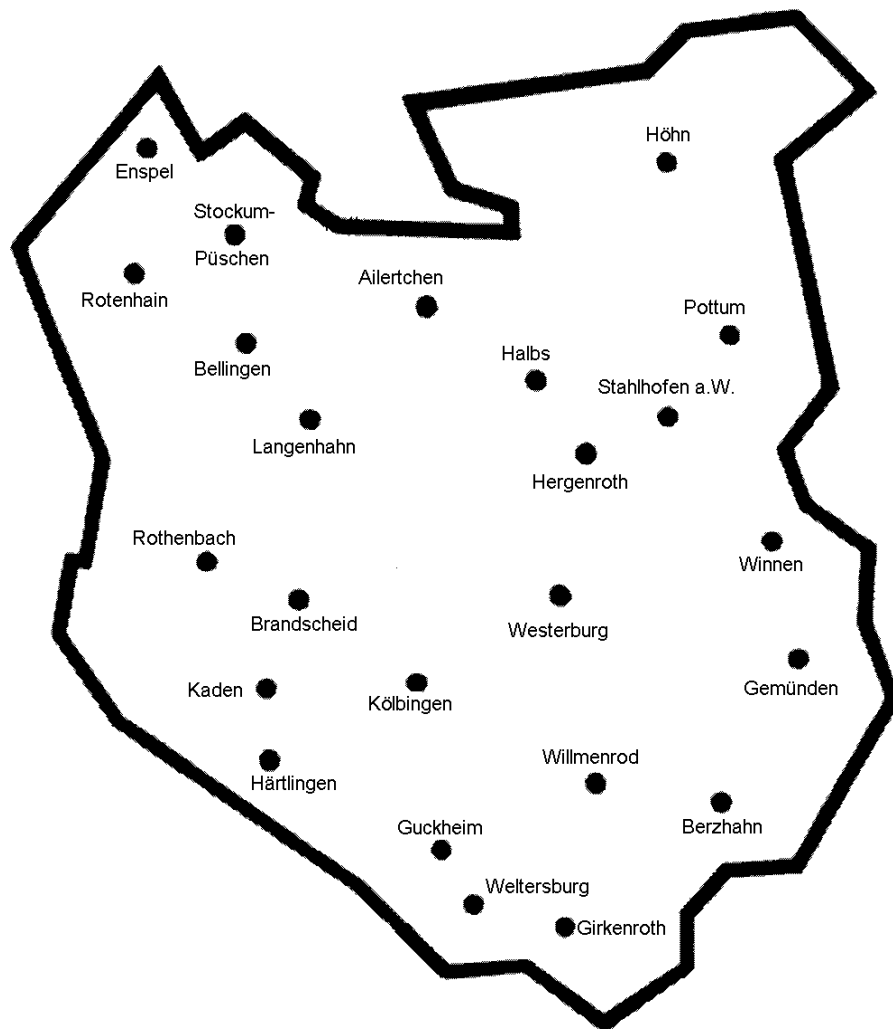 Höhn
Enspel
Stockum-
Püschen
Rotenhain
Ailertchen
Pottum
Bellingen
Halbs
Stahlhofen a.W.
Langenhahn
Hergenroth
Rothenbach
Winnen
Brandscheid
Westerburg
Kaden
Kölbingen
Gemünden
Willmenrod
Härtlingen
Guckheim
Berzhahn
Weltersburg
Girkenroth